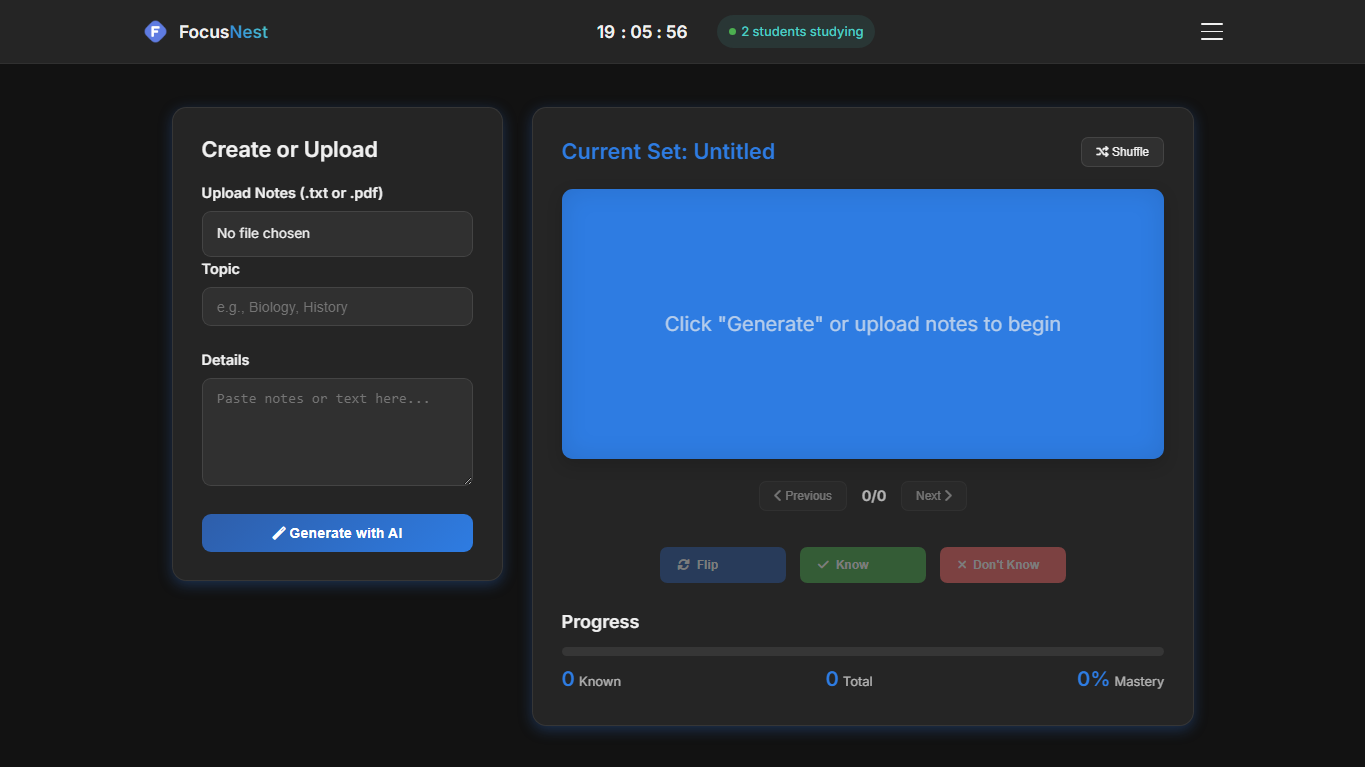 F FocusNest
19 : 05 : 56
2 students studying
Create or Upload
Upload Notes (.txt or .pdf)
No file chosen
Topic
e.g., Biology, History
Details
Paste notes or text here...
Generate with AI
Current Set: Untitled
Shuffle
Click "Generate" or upload notes to begin
Previous
0/0
Next
Flip
Know
Don't Know
Progress
0 Known
0 Total
0% Mastery